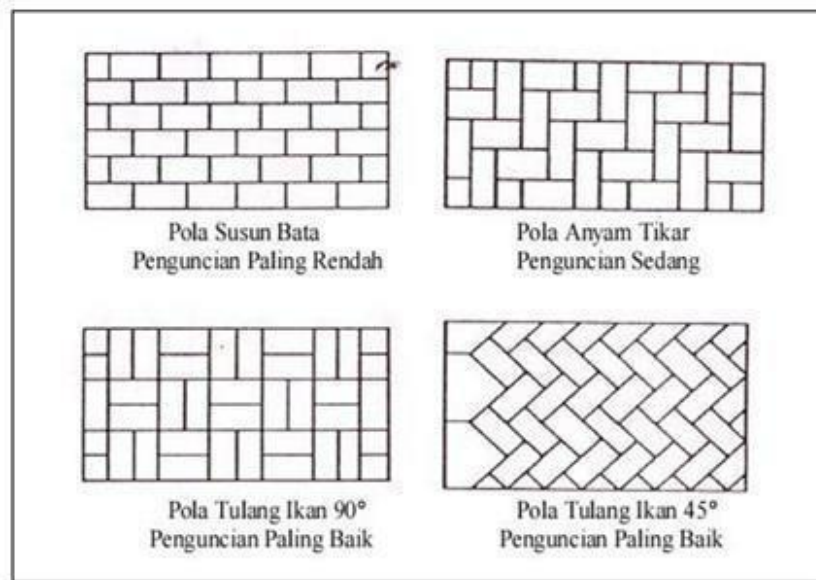 Pola Susun Bata
Penguncian Paling Rendah
Pola Anyam Tikar
Penguncian Sedang
Pola Tulang Ikan 90°
Penguncian Paling Baik
Pola Tulang Ikan 45°
Penguncian Paling Baik